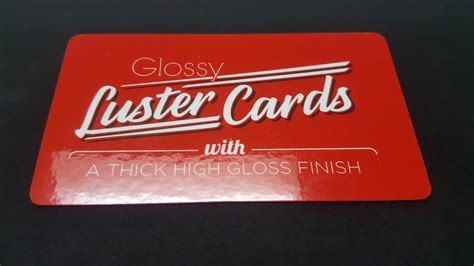 Glossy
Luster Cards
with
A THICK HIGH GLOSS FINISH